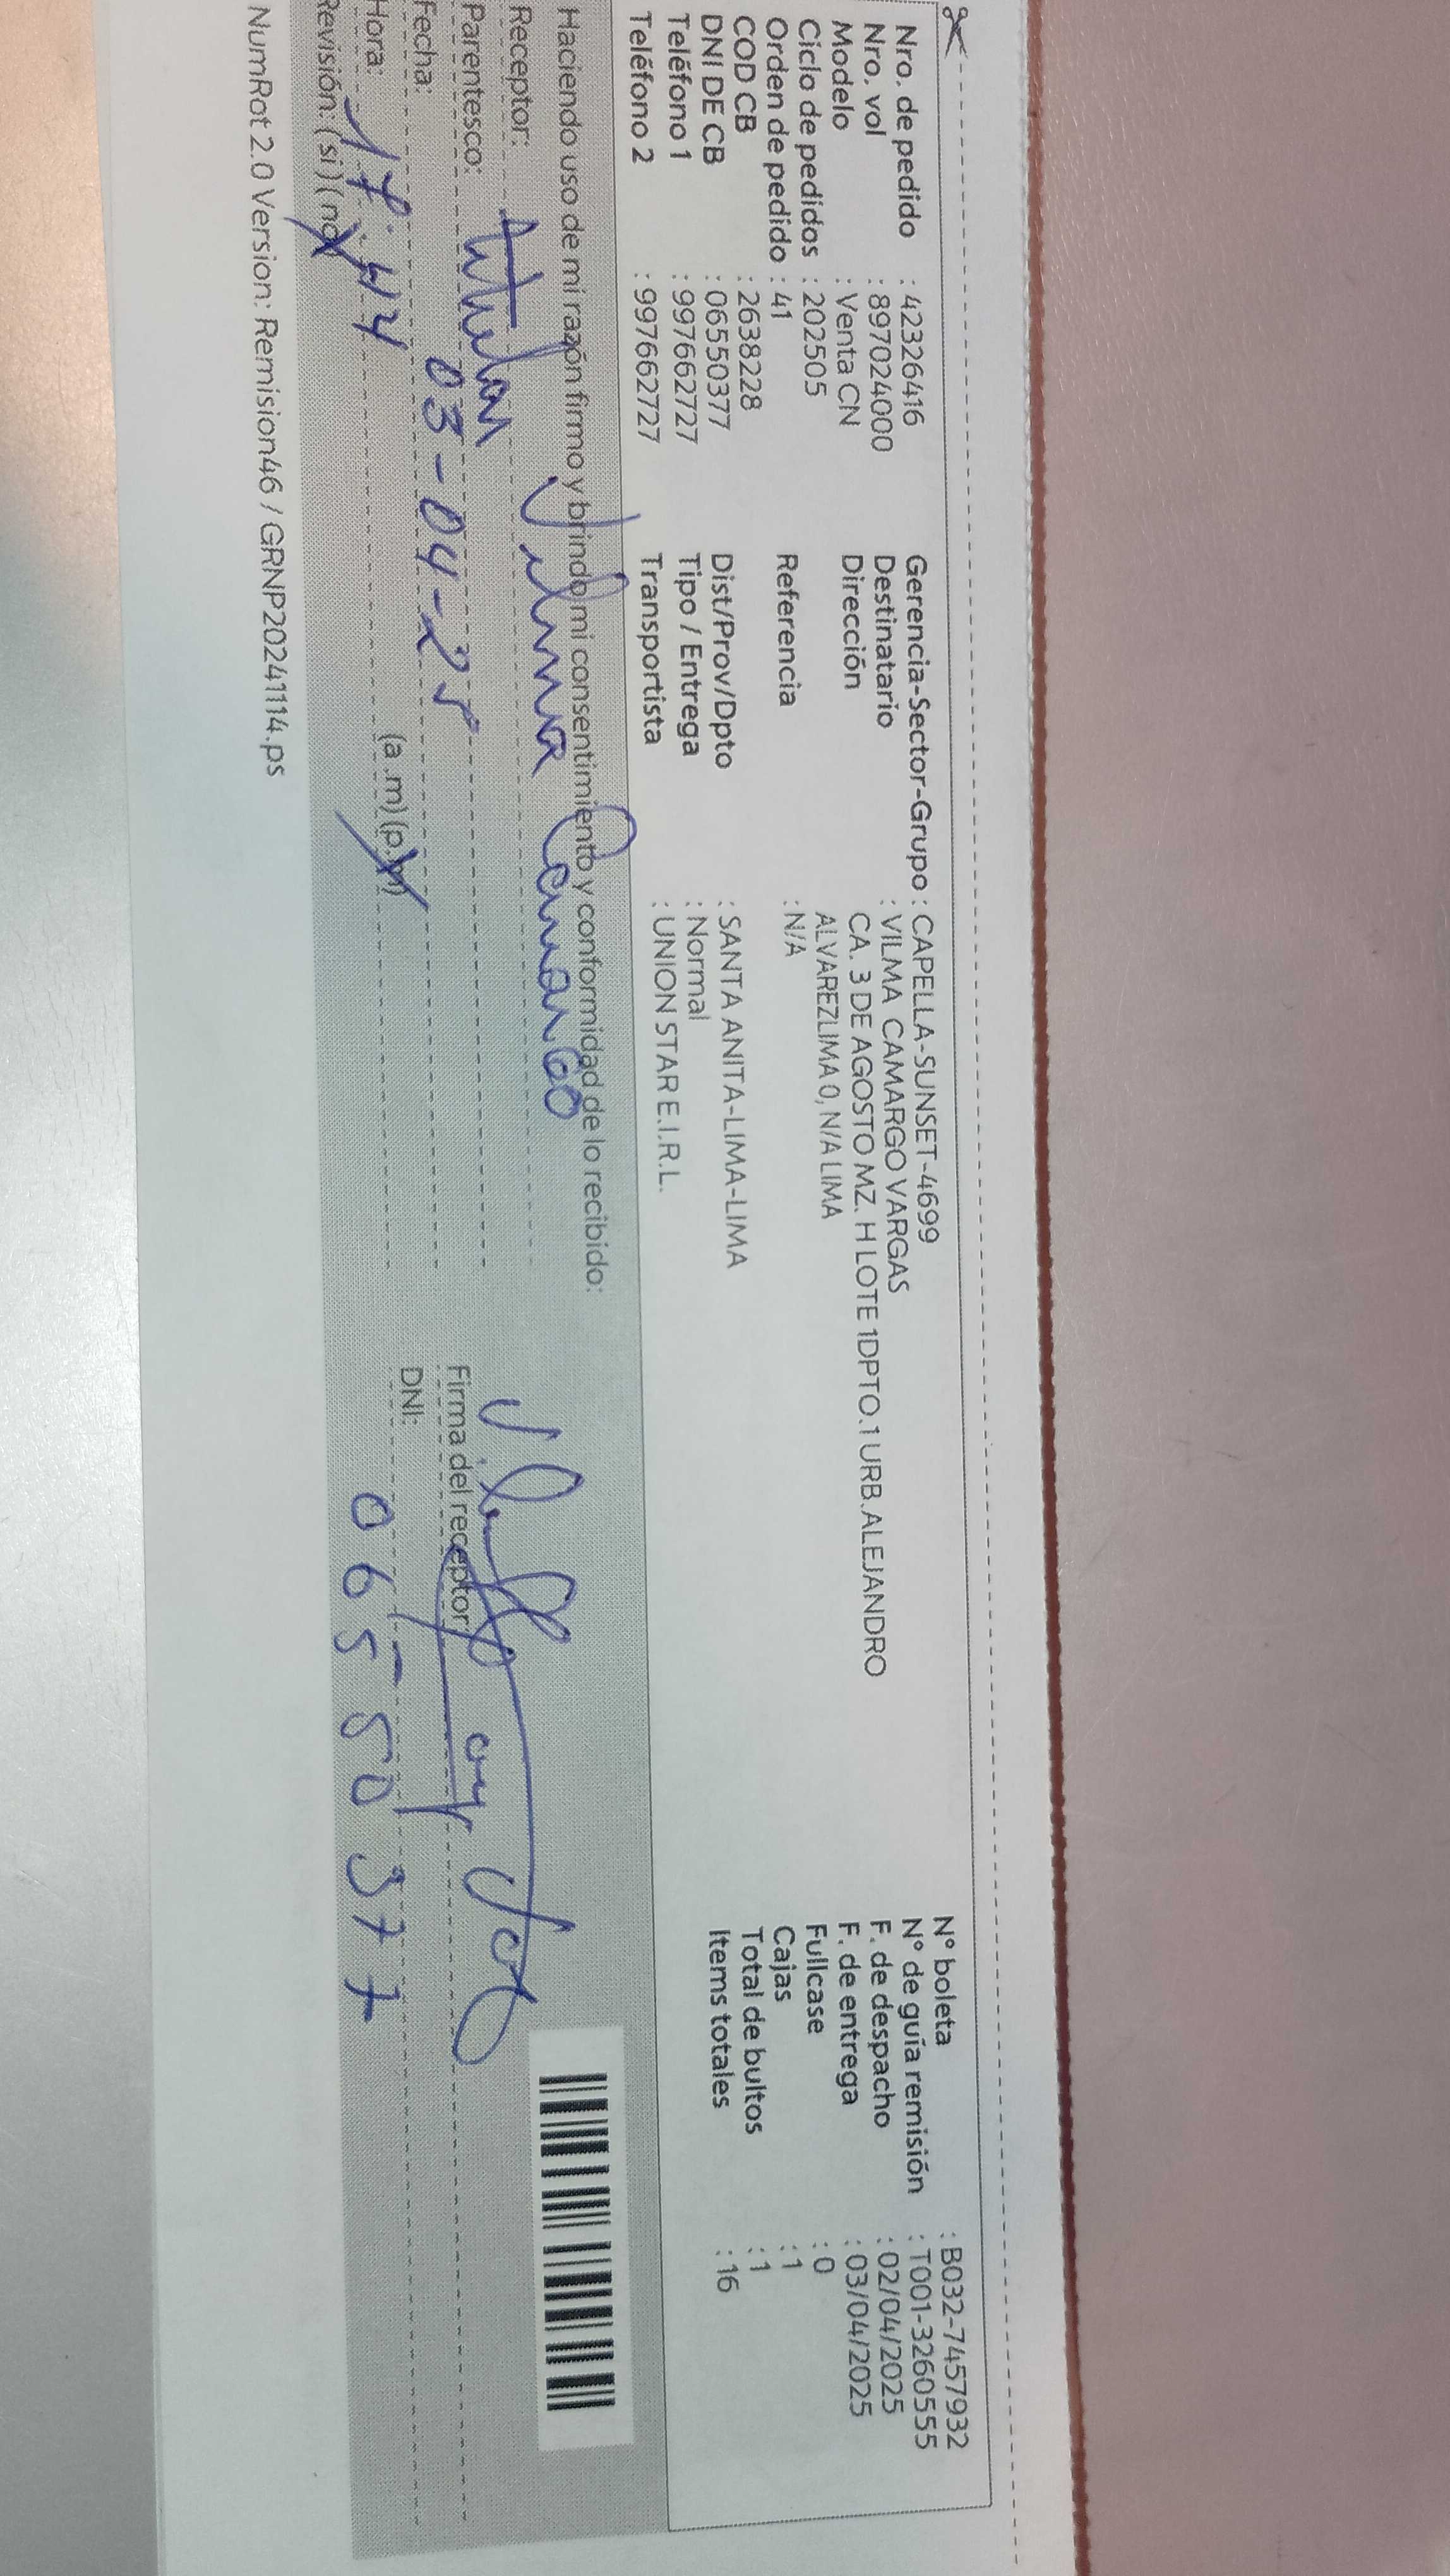 Nro. de pedido : 42326416
Nro. vol : 897024000
Modelo : Venta CN
Ciclo de pedidos : 202505
Orden de pedido : 41
COD CB : 2638228
DNI DE CB : 06550377
Teléfono 1 : 997662727
Teléfono 2 : 997662727
Gerencia-Sector-Grupo : CAPELLA-SUNSET-4699
Destinatario : VILMA CAMARGO VARGAS
Dirección CA. 3 DE AGOSTO MZ. H LOTE 1DPTO.1 URB.ALEJANDRO
ALVAREZLIMA 0, N/A LIMA
Referencia : N/A
Dist/Prov/Dpto : SANTA ANITA-LIMA-LIMA
Tipo / Entrega : Normal
Transportista : UNION STAR E.I.R.L.
N° boleta : B032-7457932
N° de guía remisión : T001-3260555
F. de despacho : 02/04/2025
F. de entrega : 03/04/2025
Fullcase : 0
Cajas : 1
Total de bultos : 1
Items totales : 16
Haciendo uso de mi razón firmo y brindo mi consentimiento y conformidad de lo recibido:
Receptor: Vilma Camargo
Parentesco: titular
Fecha: 03-04-25
Hora: 17:44 (a.m) (p.m)
Revisión: (si) (no)
Firma del receptor
DNI: 06550377
NumRot 2.0 Version: Remision46 / GRNP20241114.ps